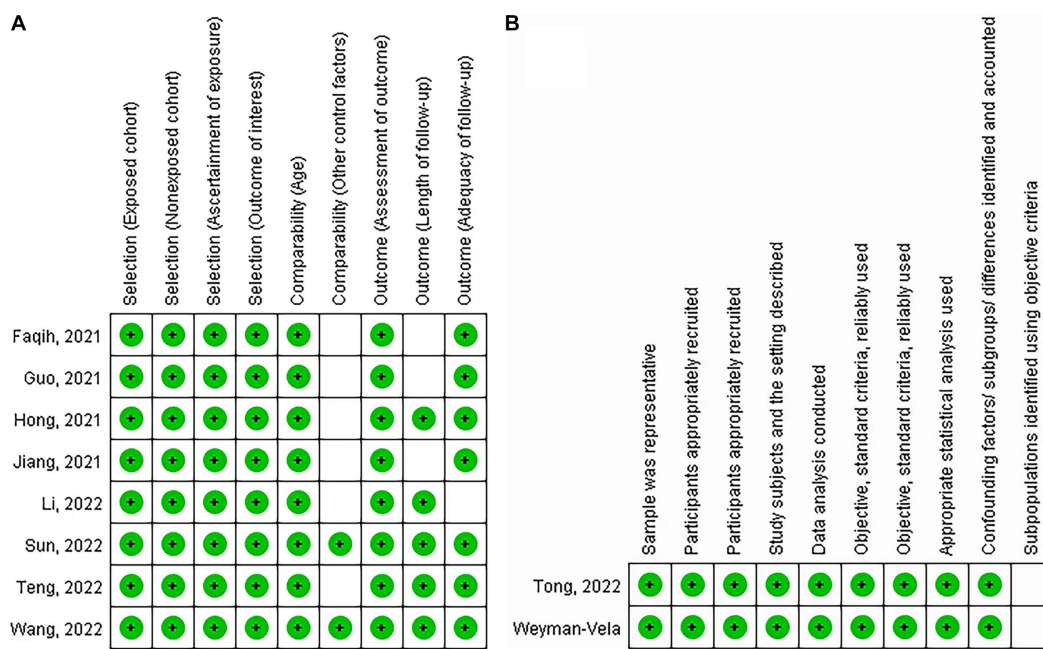 A
Selection (Exposed cohort)
Selection (Nonexposed cohort)
Selection (Ascertainment of exposure)
Selection (Outcome of interest)
Comparability (Age)
Comparability (Other control factors)
Outcome (Assessment of outcome)
Outcome (Length of follow-up)
Outcome (Adequacy of follow-up)
Faqih, 2021
Guo, 2021
Hong, 2021
Jiang, 2021
Li, 2022
Sun, 2022
Teng, 2022
Wang, 2022
B
Sample was representative
Participants appropriately recruited
Participants appropriately recruited
Study subjects and the setting described
Data analysis conducted
Objective, standard criteria, reliably used
Objective, standard criteria, reliably used
Appropriate statistical analysis used
Confounding factors/ subgroups/ differences identified and accounted
Subpopulations identified using objective criteria
Tong, 2022
Weyman-Vela